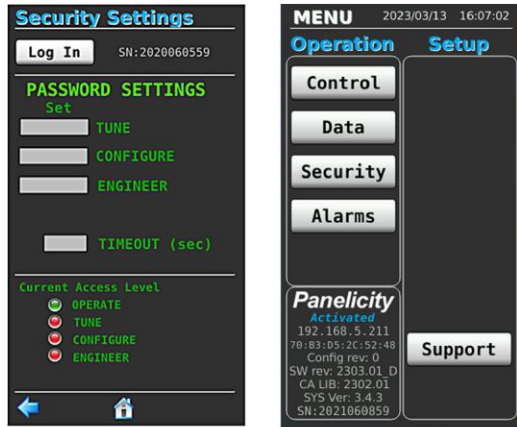 Security Settings
Log In SN:2020060559
PASSWORD SETTINGS
Set
TUNE
CONFIGURE
ENGINEER
TIMEOUT (sec)
Current Access Level
OPERATE
TUNE
CONFIGURE
ENGINEER
MENU 2023/03/13 16:07:02
Operation Setup
Control
Data
Security
Alarms
Panelicity
Activated
192.168.5.211
70:B3:D5:2C:52:48
Config rev: 0
SW rev: 2303.01_D
CA LIB: 2302.01
SYS Ver: 3.4.3
SN:2021060859
Support